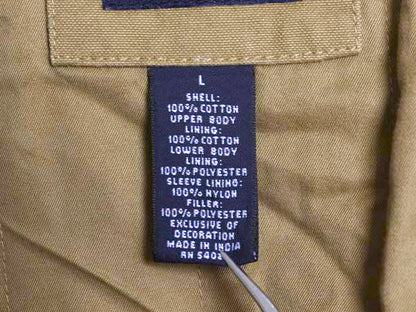 L
SHELL:
100% COTTON
UPPER BODY
LINING:
100% COTTON
LOWER BODY
LINING:
100% POLYESTER
SLEEVE LINING:
100% NYLON
FILLER:
100% POLYESTER
EXCLUSIVE OF
DECORATION
MADE IN INDIA
RN